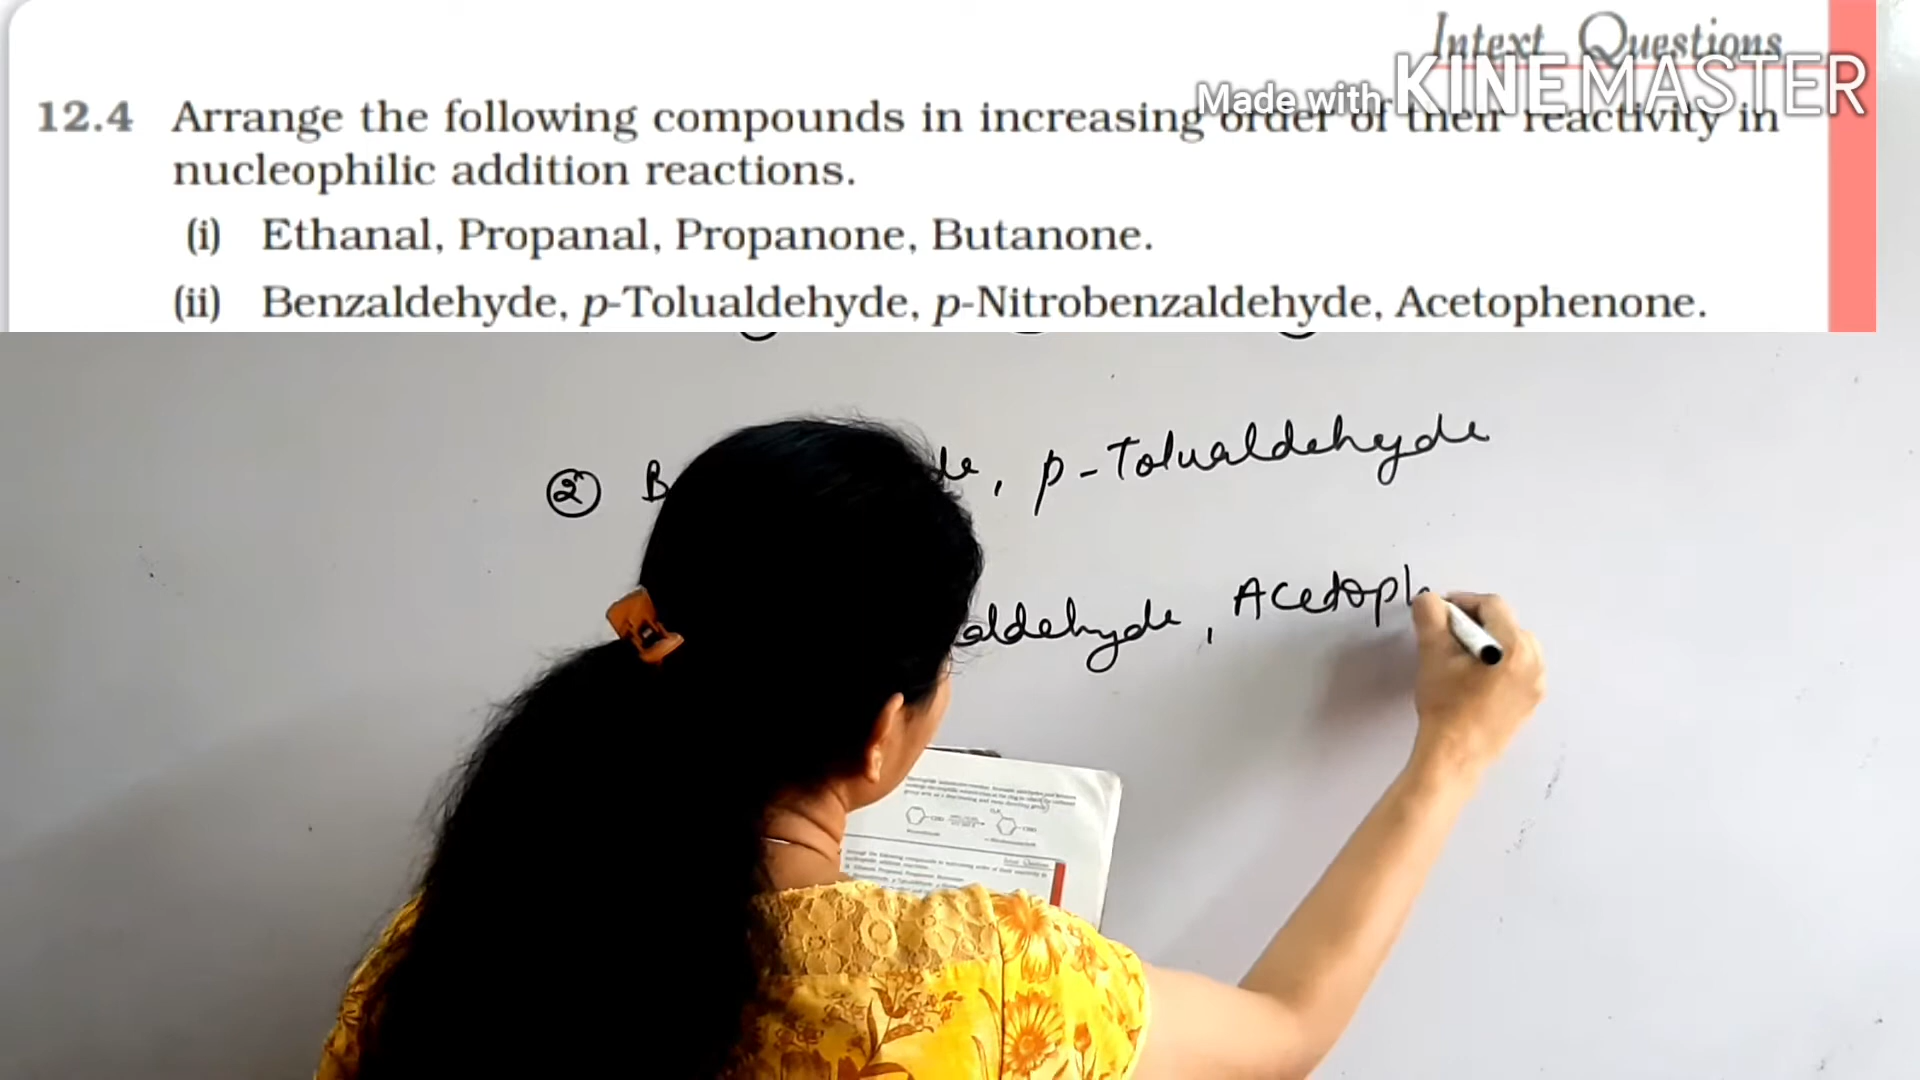 Intext Questions
Made with KINEMASTER
12.4 Arrange the following compounds in increasing order of their reactivity in
nucleophilic addition reactions.
(i) Ethanal, Propanal, Propanone, Butanone.
(ii) Benzaldehyde, p-Tolualdehyde, p-Nitrobenzaldehyde, Acetophenone.
② B de, p-Tolualdehyde
aldehyde, Acetoph